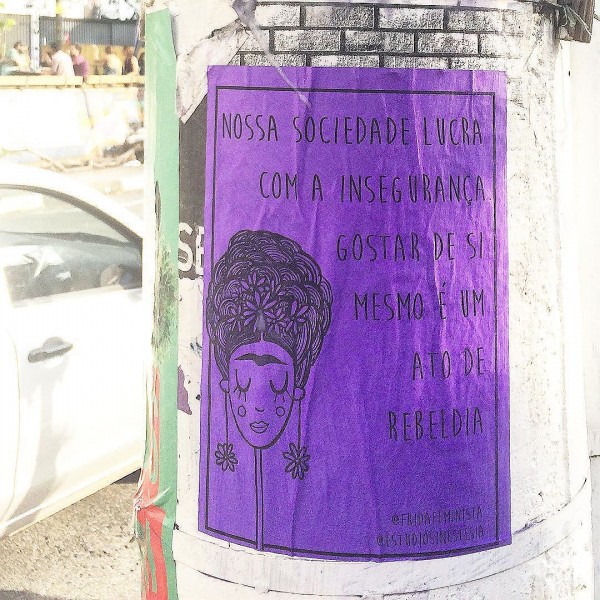 NOSSA SOCIEDADE LUCRA
COM A INSEGURANÇA
GOSTAR DE SI
MESMO É UM
ATO DE
REBELDIA
@FRIDAFEMINISTA
@ESTUDIOSINESTESIA